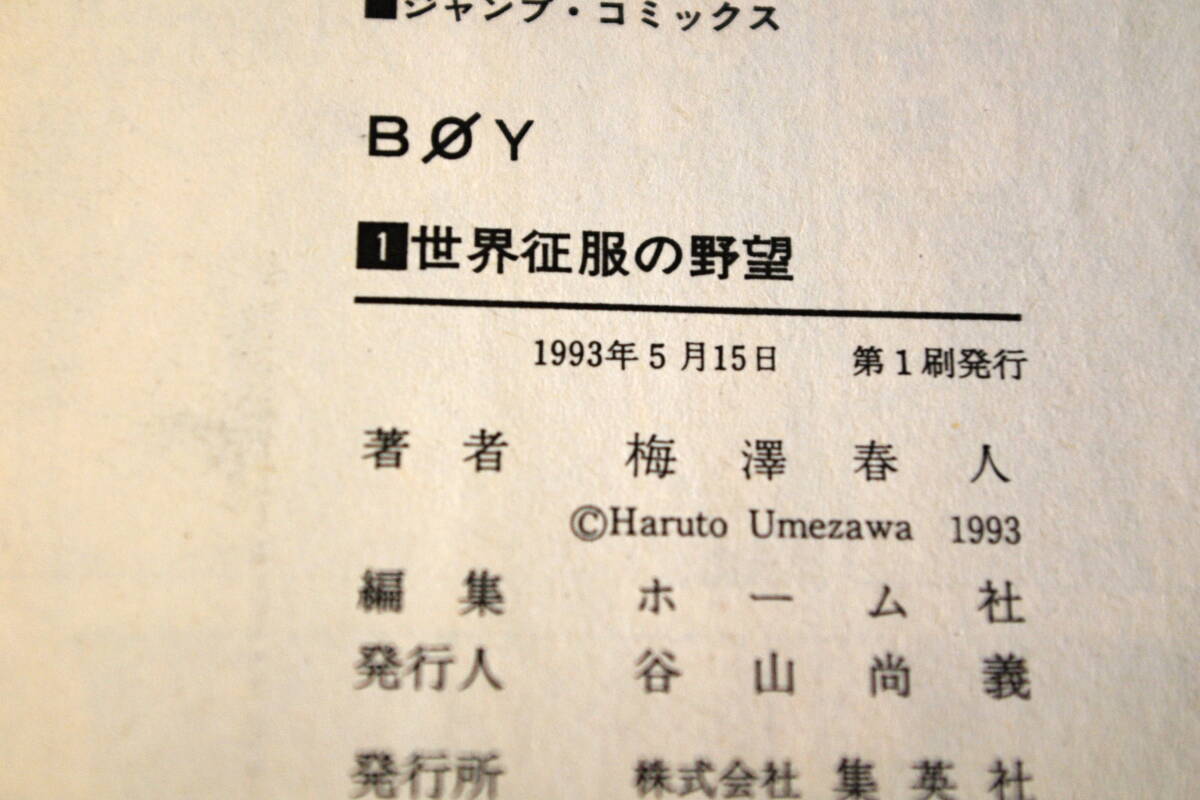 ■ジャンプ・コミックス
BØY
1世界征服の野望
1993年5月15日 第1刷発行
著者 梅澤春人
©Haruto Umezawa 1993
編集 ホーム社
発行人 谷山尚義
発行所 株式会社 集英社